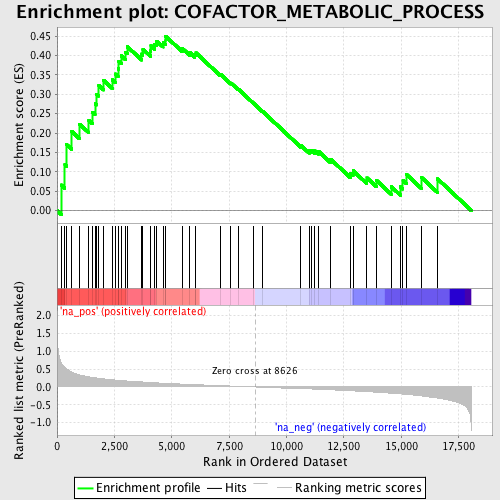 Enrichment plot: COFACTOR_METABOLIC_PROCESS
Enrichment score (ES)
0.45
0.40
0.35
0.30
0.25
0.20
0.15
0.10
0.05
0.00
'na_pos' (positively correlated)
Ranked list metric (PreRanked)
2.0
1.5
1.0
0.5
0.0
-0.5
-1.0
Zero cross at 8626
'na_neg' (negatively correlated)
0 2,500 5,000 7,500 10,000 12,500 15,000 17,500
Rank in Ordered Dataset
Enrichment profile Hits Ranking metric scores